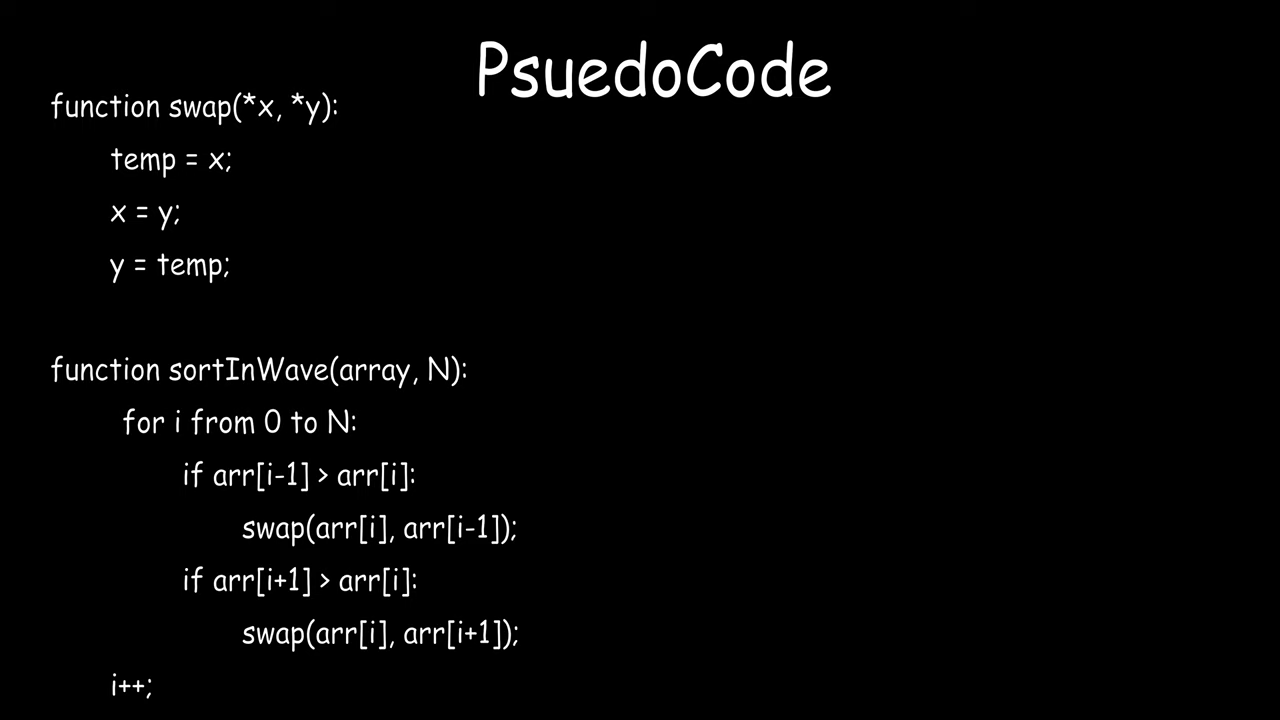 PsuedoCode
function swap(*x, *y):
temp = x;
x = y;
y = temp;
function sortInWave(array, N):
for i from 0 to N:
if arr[i-1] > arr[i]:
swap(arr[i], arr[i-1]);
if arr[i+1] > arr[i]:
swap(arr[i], arr[i+1]);
i++;